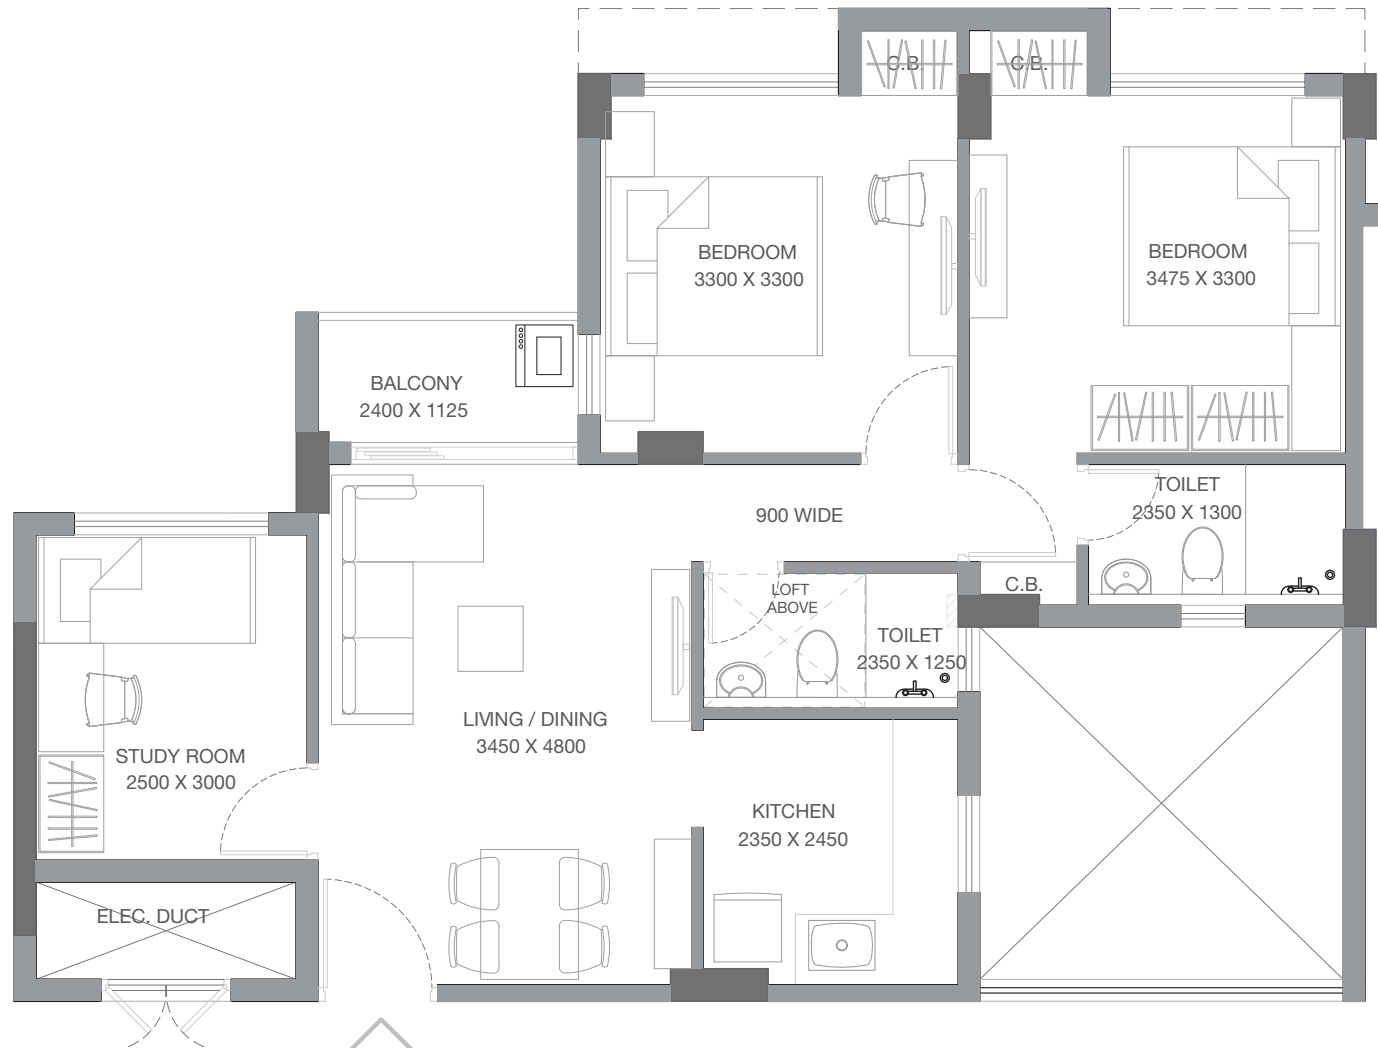 C.B.
C.B.
BEDROOM
3300 X 3300
BEDROOM
3475 X 3300
BALCONY
2400 X 1125
TOILET
2350 X 1300
900 WIDE
C.B.
LOFT
ABOVE
TOILET
2350 X 1250
LIVING / DINING
3450 X 4800
STUDY ROOM
2500 X 3000
KITCHEN
2350 X 2450
ELEC. DUCT